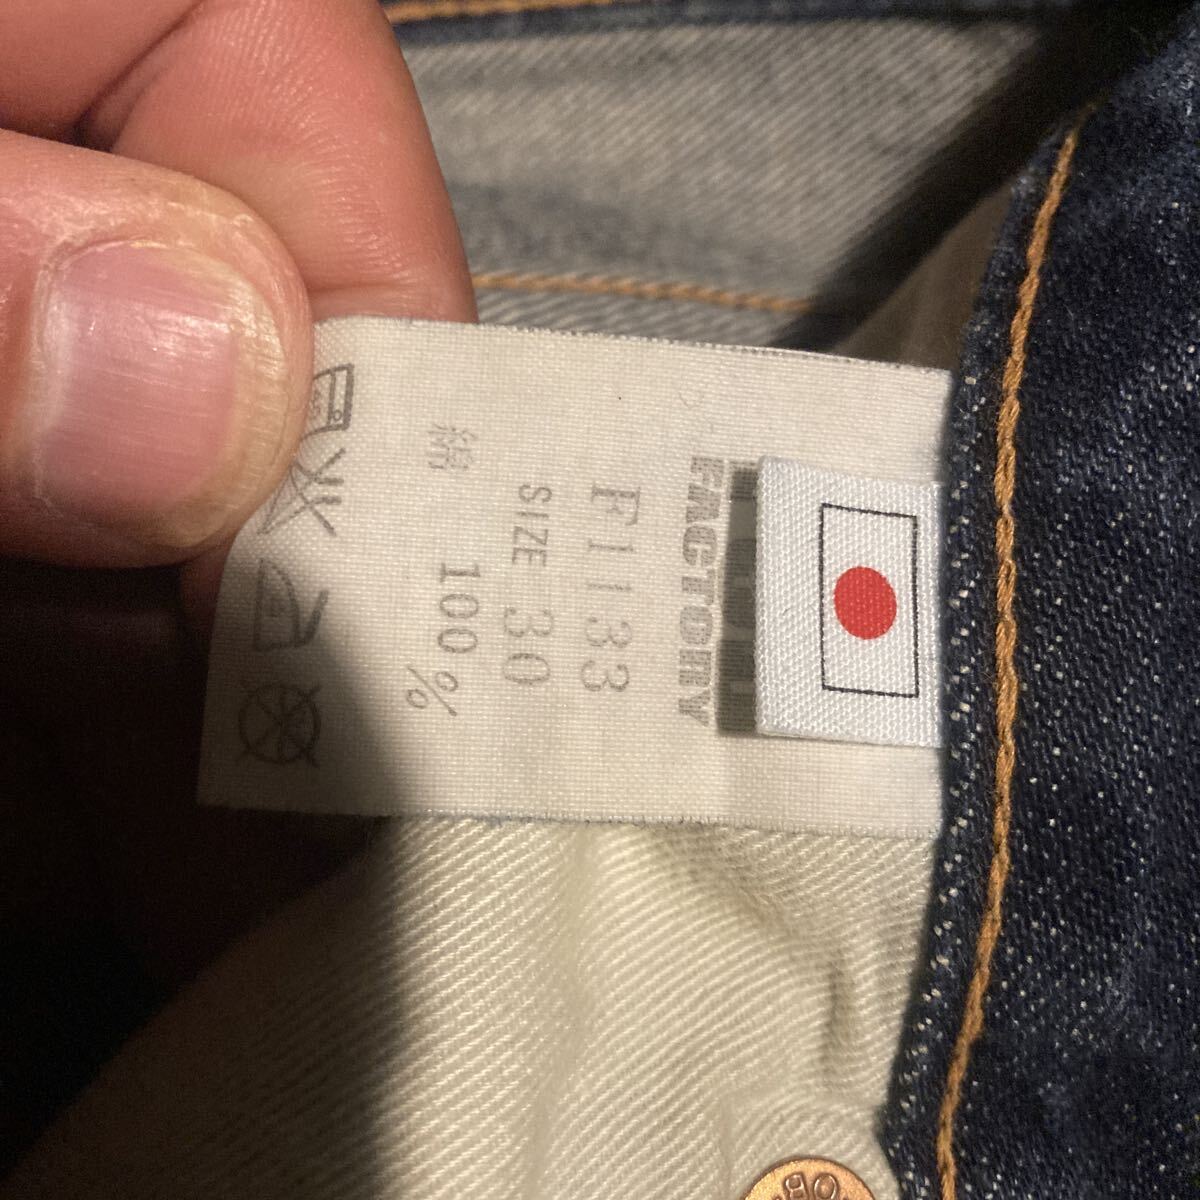 FACTORY
F1133
SIZE 30
綿 100%